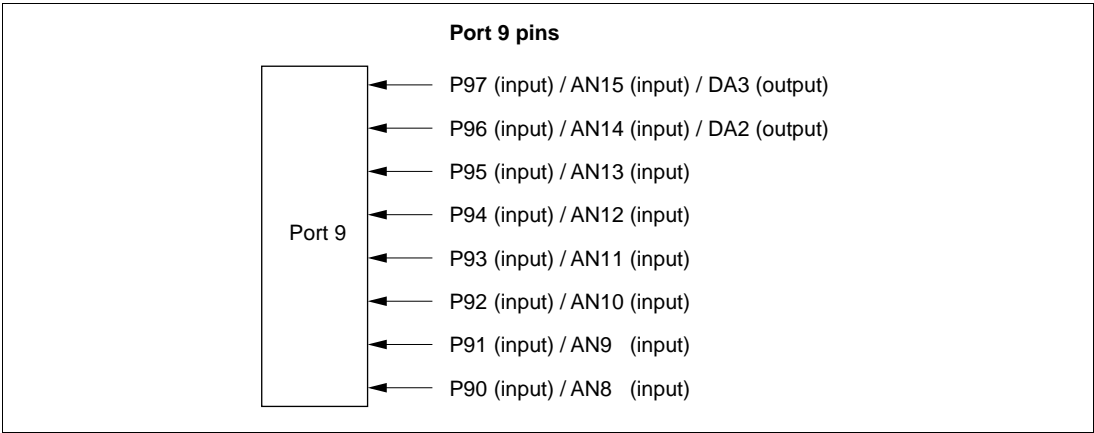 Port 9 pins
P97 (input) / AN15 (input) / DA3 (output)
P96 (input) / AN14 (input) / DA2 (output)
P95 (input) / AN13 (input)
P94 (input) / AN12 (input)
Port 9
P93 (input) / AN11 (input)
P92 (input) / AN10 (input)
P91 (input) / AN9 (input)
P90 (input) / AN8 (input)